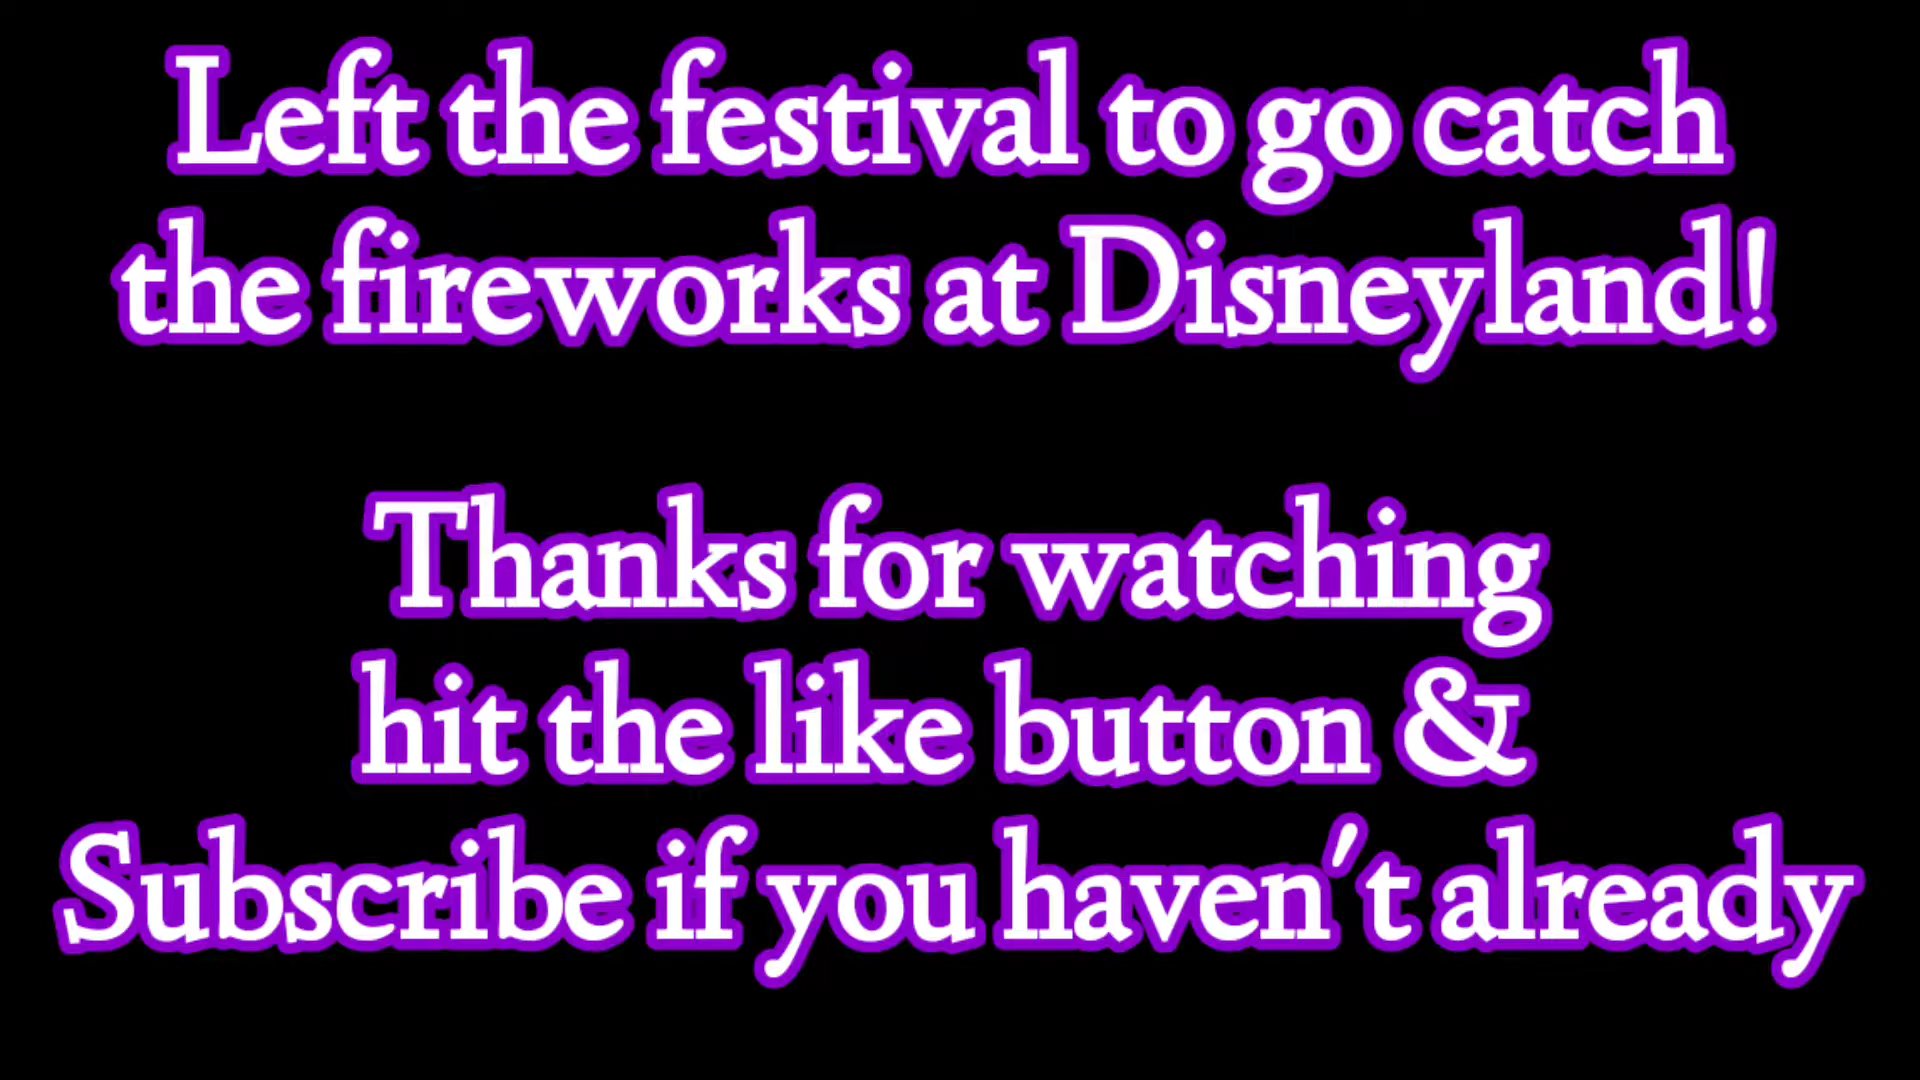 Left the festival to go catch
the fireworks at Disneyland!
Thanks for watching
hit the like button &
Subscribe if you haven't already